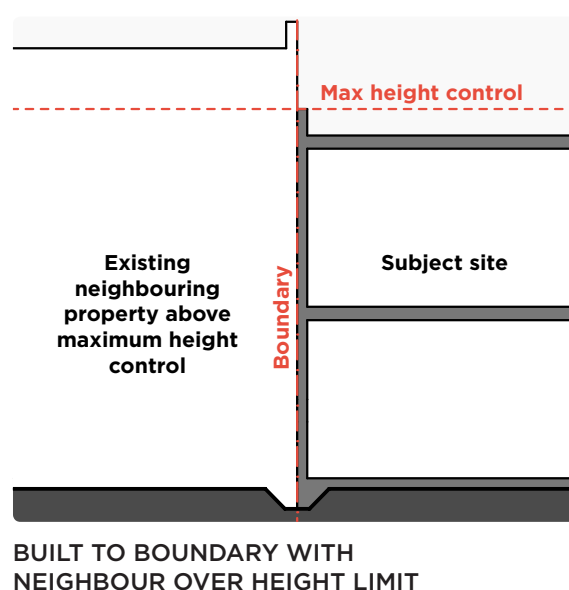 Max height control
Existing
neighbouring
property above
maximum height
control
Boundary
Subject site
BUILT TO BOUNDARY WITH
NEIGHBOUR OVER HEIGHT LIMIT